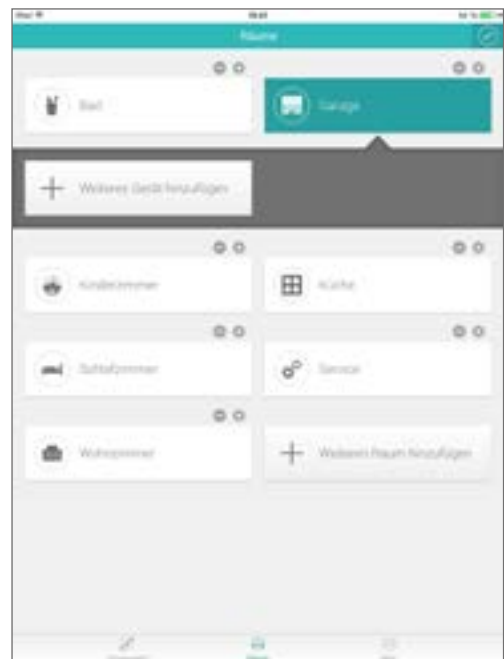 Räume
Bad
Garage
Weiteres Gerät hinzufügen
Kinderzimmer
Küche
Schlafzimmer
Service
Wohnzimmer
Weiteren Raum hinzufügen